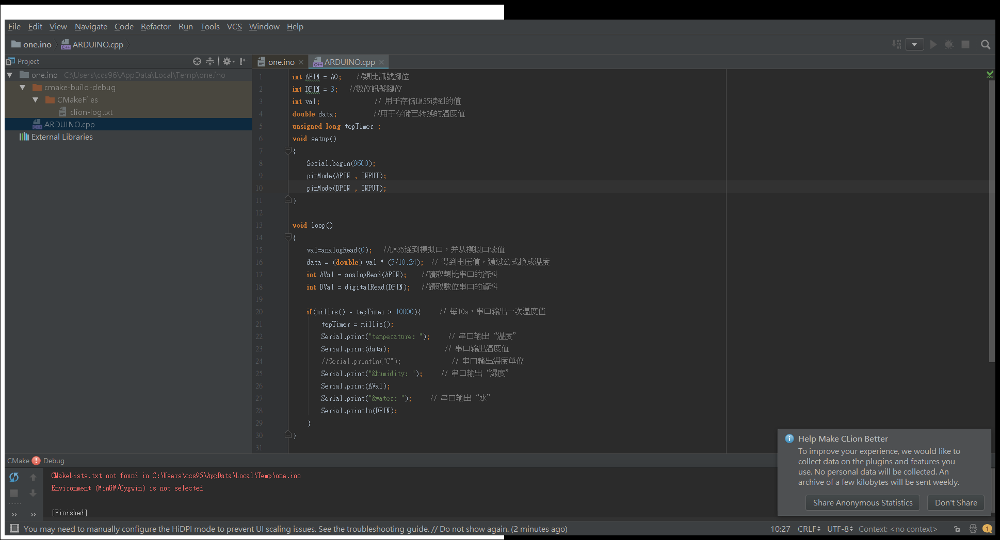 File Edit View Navigate Code Refactor Run Tools VCS Window Help
one.ino ARDUINO.cpp
Project
one.ino C:\Users\ccs96\AppData\Local\Temp\one.ino
cmake-build-debug
CMakeFiles
clion-log.txt
ARDUINO.cpp
External Libraries
one.ino ARDUINO.cpp
1 int APIN = A0; //類比訊號腳位
2 int DPIN = 3; //數位訊號腳位
3 int val; // 用于存储LM35读到的值
4 double data; //用于存储已转换的温度值
5 unsigned long tepTimer ;
6 void setup()
7 {
8 Serial.begin(9600);
9 pinMode(APIN , INPUT);
10 pinMode(DPIN , INPUT);
11 }
12
13 void loop()
14 {
15 val=analogRead(0); //LM35连到模拟口，并从模拟口读值
16 data = (double) val * (5/10.24); // 得到电压值，通过公式换成温度
17 int AVal = analogRead(APIN); //讀取類比串口的資料
18 int DVal = digitalRead(DPIN); //讀取數位串口的資料
19
20 if(millis() - tepTimer > 10000){ // 每10s，串口输出一次温度值
21 tepTimer = millis();
22 Serial.print("temperature: "); // 串口输出“温度”
23 Serial.print(data); // 串口输出温度值
24 //Serial.println("C"); // 串口输出温度单位
25 Serial.print("&humidity: "); // 串口输出“濕度”
26 Serial.print(AVal);
27 Serial.print("&water: "); // 串口输出“水”
28 Serial.println(DPIN);
29 }
30 }
31
CMake Debug
CMakeLists.txt not found in C:\Users\ccs96\AppData\Local\Temp\one.ino
Environment (MinGW/Cygwin) is not selected
[Finished]
Help Make CLion Better
To improve your experience, we would like to
collect data on the plugins and features you
use. No personal data will be collected. An
archive of a few kilobytes will be sent weekly.
Share Anonymous Statistics Don't Share
You may need to manually configure the HiDPI mode to prevent UI scaling issues. See the troubleshooting guide. // Do not show again. (2 minutes ago) 10:27 CRLF UTF-8 Context: <no context> 1